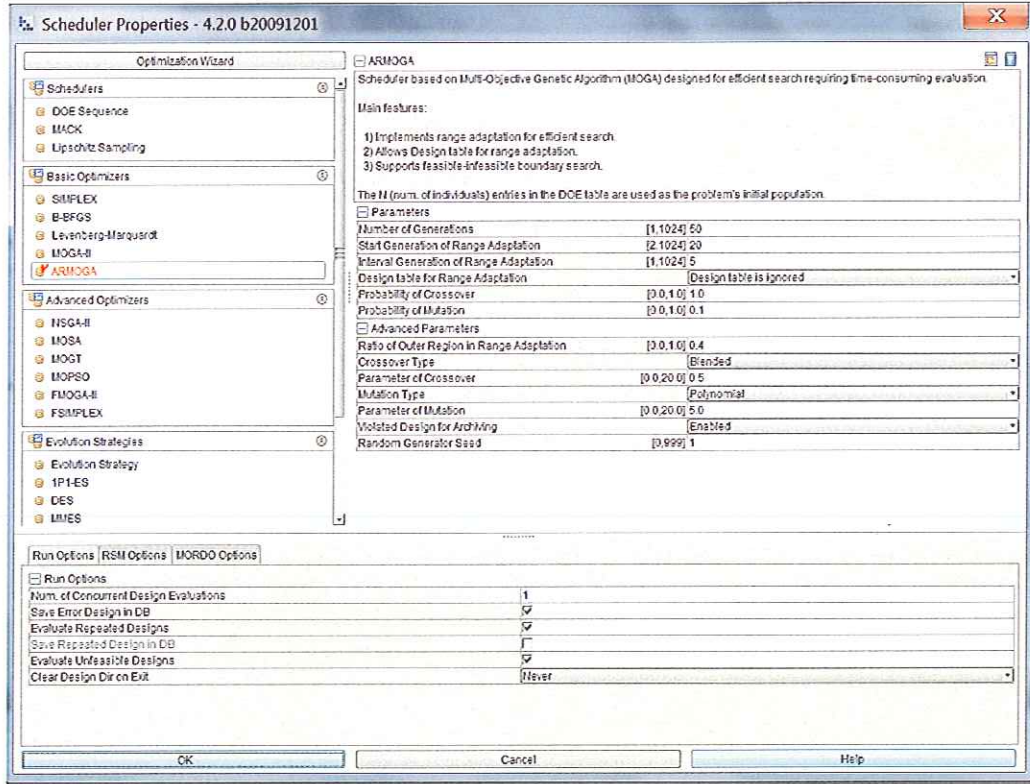 Scheduler Properties - 4.2.0 b20091201
Optimization Wizard
Schedulers
DOE Sequence
MACK
Lipschitz Sampling
Basic Optimizers
SIMPLEX
B-BFGS
Levenberg-Marquardt
MOGA-II
ARMOGA
Advanced Optimizers
NSGA-II
MOSA
MOGT
MOPSO
FMOGA-II
FSIMPLEX
Evolution Strategies
Evolution Strategy
1P1-ES
DES
MMES
ARMOGA
Scheduler based on Multi-Objective Genetic Algorithm (MOGA) designed for efficient search requiring time-consuming evaluation.
Main features:
1) Implements range adaptation for efficient search.
2) Allows Design table for range adaptation.
3) Supports feasible-infeasible boundary search.
The N (num. of individuals) entries in the DOE table are used as the problem's initial population.
Parameters
Number of Generations [1,1024] 50
Start Generation of Range Adaptation [2,1024] 20
Interval Generation of Range Adaptation [1,1024] 5
Design table for Range Adaptation Design table is ignored
Probability of Crossover [0.0,1.0] 1.0
Probability of Mutation [0.0,1.0] 0.1
Advanced Parameters
Ratio of Outer Region in Range Adaptation [0.0,1.0] 0.4
Crossover Type Blended
Parameter of Crossover [0.0,20.0] 0.5
Mutation Type Polynomial
Parameter of Mutation [0.0,20.0] 5.0
Violated Design for Archiving Enabled
Random Generator Seed [0,999] 1
Run Options RSM Options MORDO Options
Run Options
Num. of Concurrent Design Evaluations 1
Save Error Design in DB
Evaluate Repeated Designs
Save Repeated Design in DB
Evaluate Unfeasible Designs
Clear Design Dir on Exit Never
OK Cancel Help